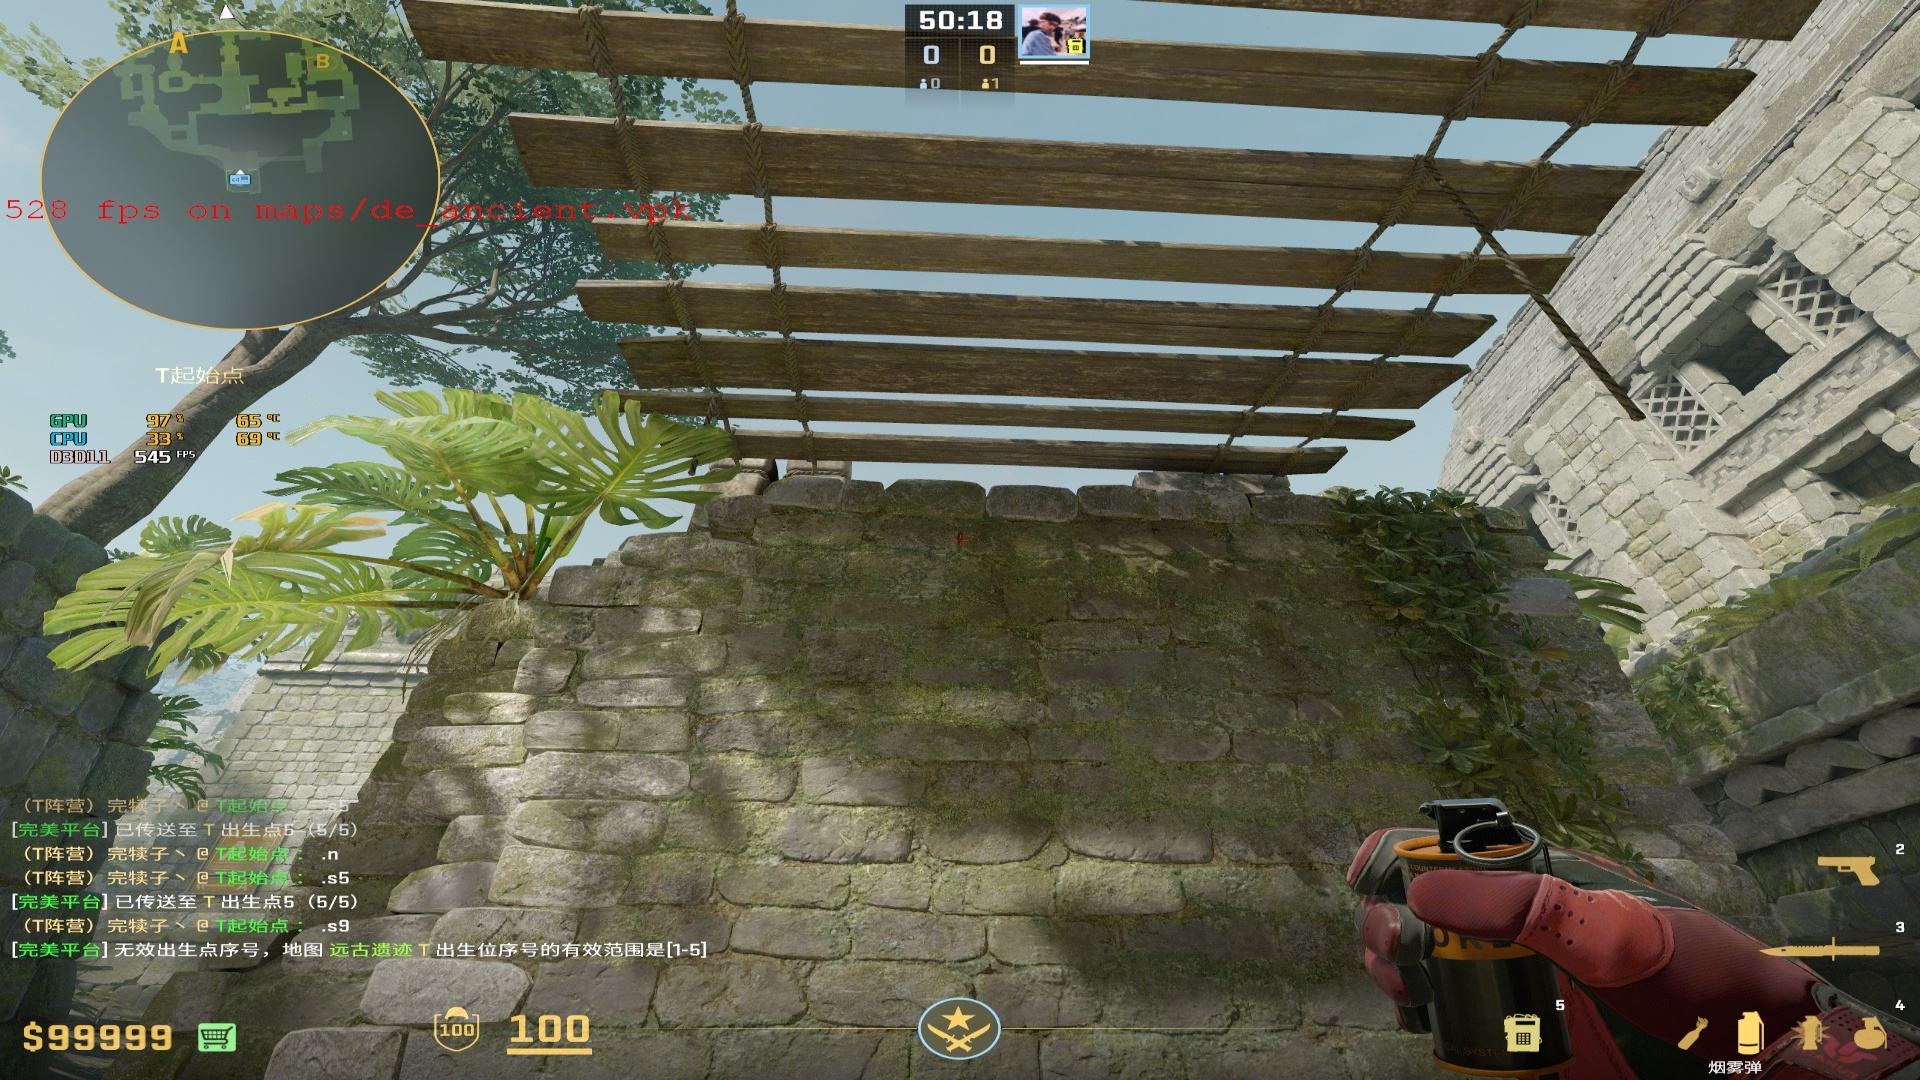 A
B
50:18
0 0
0 1
528 fps on maps/de_ancient.vpk
T起始点
GPU 97 % 65 °C
CPU 33 % 69 °C
D3D11 545 FPS
（T阵营） 完犊子丶 @ T起始点： .s5
[完美平台] 已传送至 T 出生点5 (5/5)
（T阵营） 完犊子丶 @ T起始点： .n
（T阵营） 完犊子丶 @ T起始点： .s5
[完美平台] 已传送至 T 出生点5 (5/5)
（T阵营） 完犊子丶 @ T起始点： .s9
[完美平台] 无效出生点序号，地图 远古遗迹 T 出生位序号的有效范围是[1-5]
2
3
5
4
$99999
100
100
烟雾弹